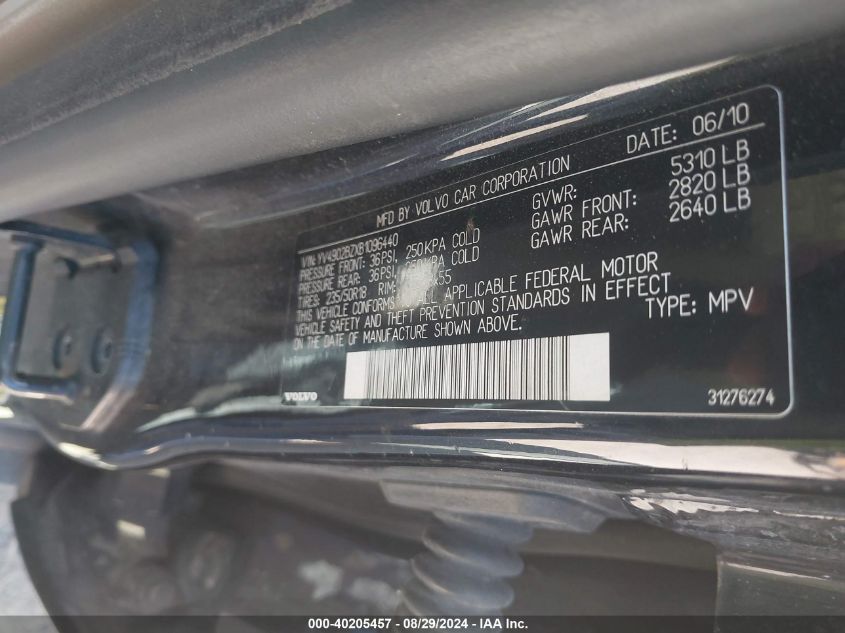 DATE: 06/10
MFD BY VOLVO CAR CORPORATION
GVWR: 5310 LB
GAWR FRONT: 2820 LB
GAWR REAR: 2640 LB
VIN: YV4902BZXB1096440
PRESSURE FRONT: 36PSI, 250KPA COLD
PRESSURE REAR: 36PSI, 250KPA COLD
TIRES: 235/50R18 RIM:
THIS VEHICLE CONFORMS TO ALL APPLICABLE FEDERAL MOTOR
VEHICLE SAFETY AND THEFT PREVENTION STANDARDS IN EFFECT
ON THE DATE OF MANUFACTURE SHOWN ABOVE.
TYPE: MPV
VOLVO
31276274
000-40205457 - 08/29/2024 - IAA Inc.